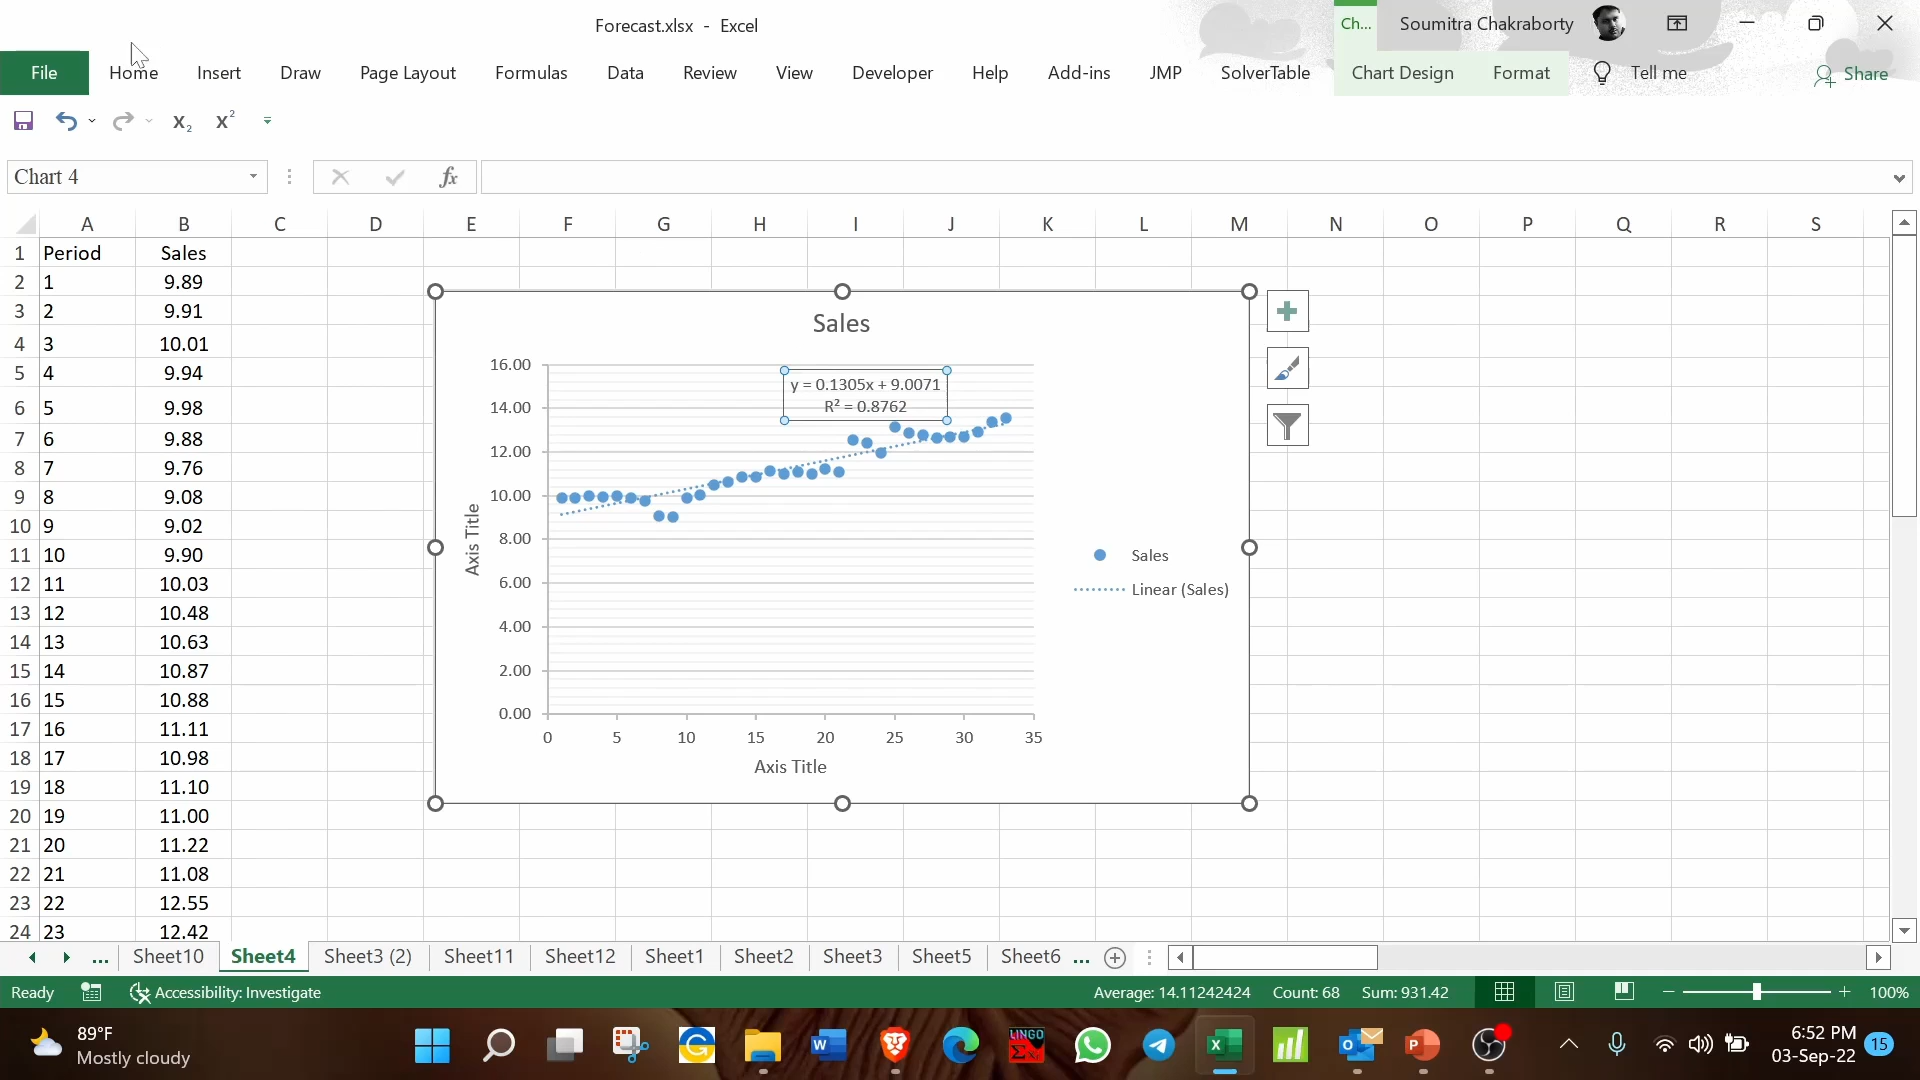 Forecast.xlsx - Excel
Ch...
Soumitra Chakraborty
File Home Insert Draw Page Layout Formulas Data Review View Developer Help Add-ins JMP SolverTable Chart Design Format Tell me Share
X₂ X²
Chart 4
fx
A B C D E F G H I J K L M N O P Q R S
1 Period Sales
2 1 9.89
3 2 9.91
4 3 10.01
5 4 9.94
6 5 9.98
7 6 9.88
8 7 9.76
9 8 9.08
10 9 9.02
11 10 9.90
12 11 10.03
13 12 10.48
14 13 10.63
15 14 10.87
16 15 10.88
17 16 11.11
18 17 10.98
19 18 11.10
20 19 11.00
21 20 11.22
22 21 11.08
23 22 12.55
24 23 12.42
Sales
16.00
14.00
12.00
10.00
8.00
6.00
4.00
2.00
0.00
y = 0.1305x + 9.0071
R² = 0.8762
Axis Title
0 5 10 15 20 25 30 35
Axis Title
Sales
Linear (Sales)
... Sheet10 Sheet4 Sheet3 (2) Sheet11 Sheet12 Sheet1 Sheet2 Sheet3 Sheet5 Sheet6 ...
Ready Accessibility: Investigate Average: 14.11242424 Count: 68 Sum: 931.42 100%
89°F
Mostly cloudy
W
LINGO
X
O
P
6:52 PM
03-Sep-22
15